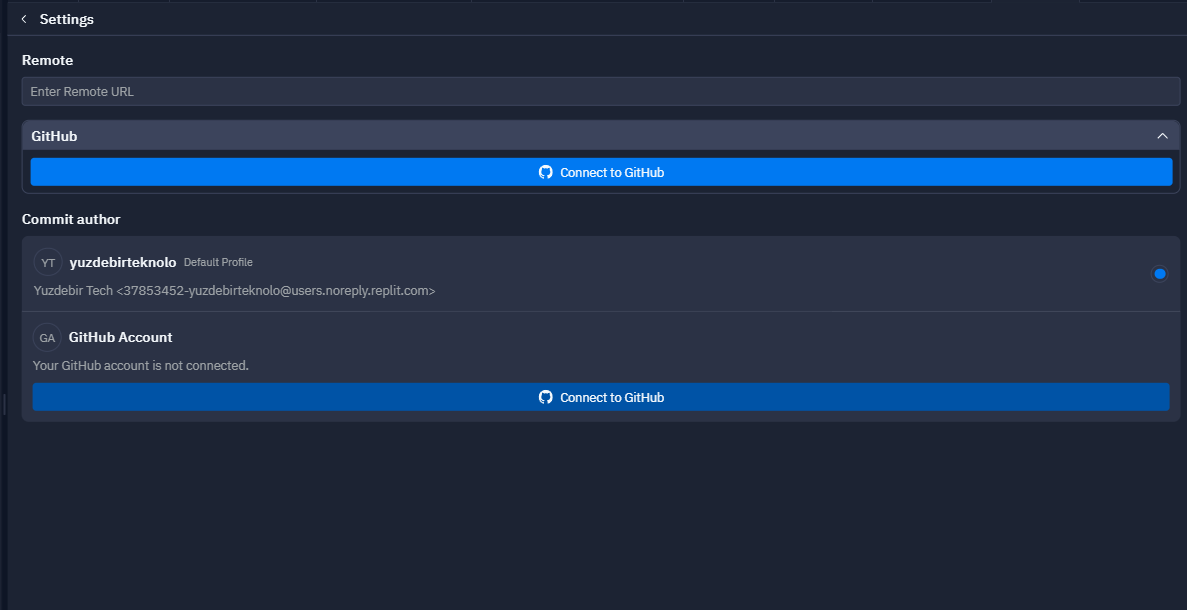 Settings
Remote
Enter Remote URL
GitHub
Connect to GitHub
Commit author
YT yuzdebirteknolo Default Profile
Yuzdebir Tech <37853452-yuzdebirteknolo@users.noreply.replit.com>
GA GitHub Account
Your GitHub account is not connected.
Connect to GitHub